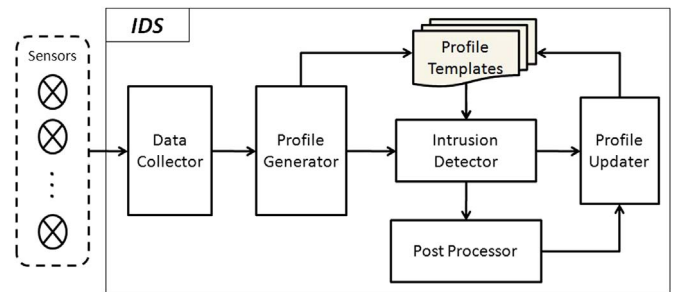 IDS
Sensors
Profile
Templates
Data
Collector
Profile
Generator
Intrusion
Detector
Profile
Updater
Post Processor